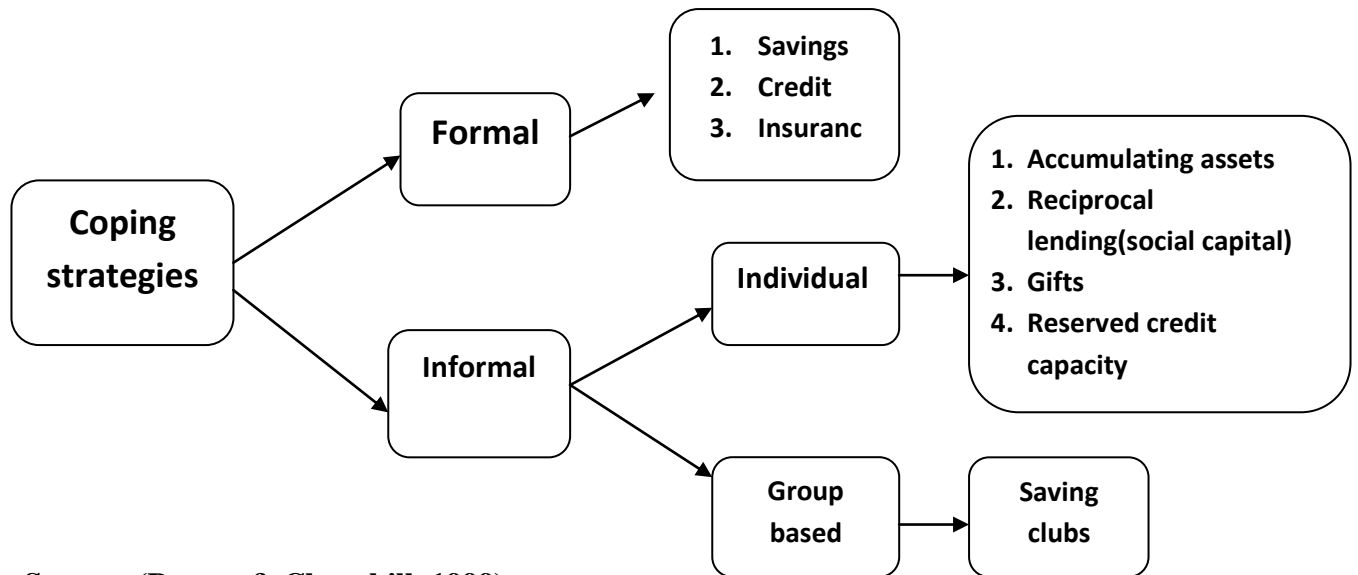 1. Savings
2. Credit
3. Insuranc
Formal
1. Accumulating assets
2. Reciprocal
lending(social capital)
3. Gifts
4. Reserved credit
capacity
Coping
strategies
Individual
Informal
Group
based
Saving
clubs